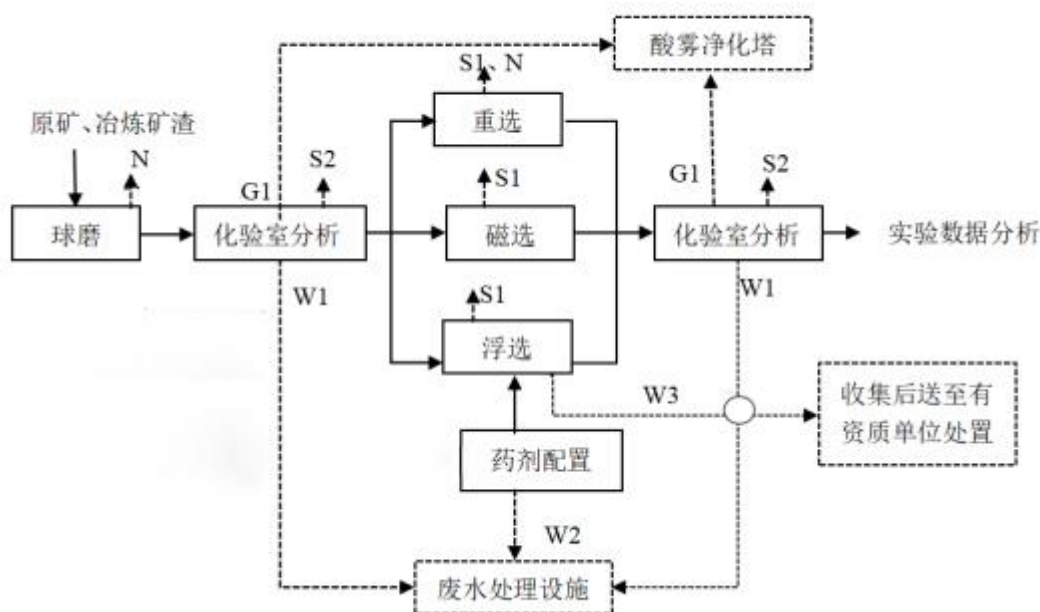 酸雾净化塔
S1、N
重选
原矿、冶炼矿渣
N
G1
S2
S1
G1
S2
球磨
化验室分析
磁选
化验室分析
实验数据分析
W1
S1
W1
浮选
W3
收集后送至有
资质单位处置
药剂配置
W2
废水处理设施